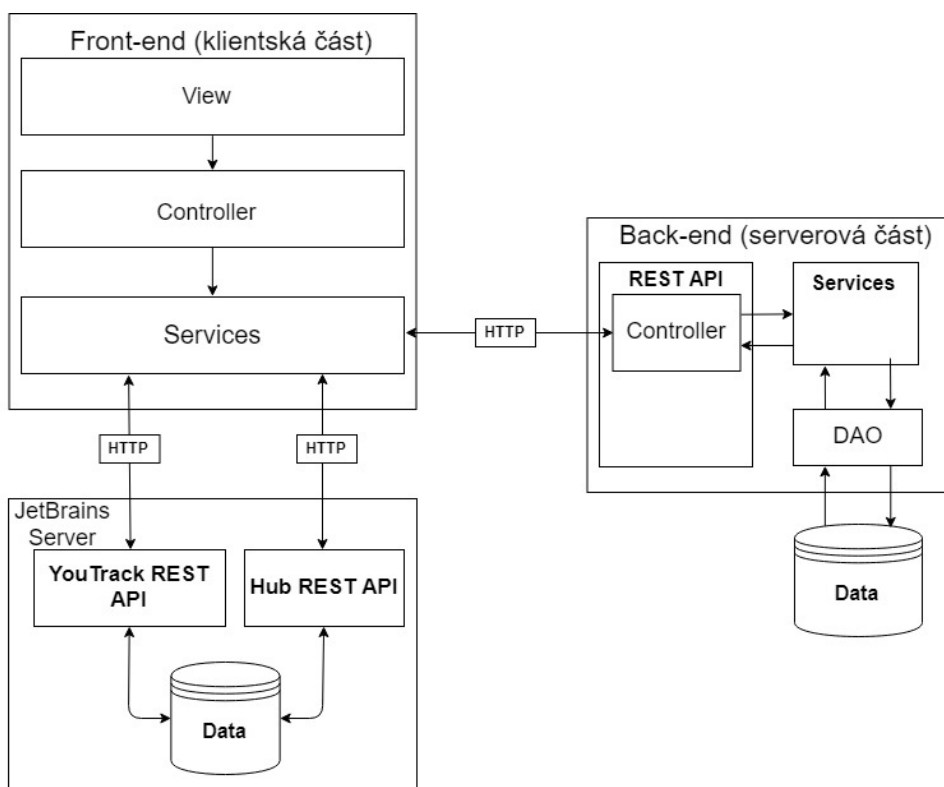 Front-end (klientská část)
View
Controller
Services
HTTP
Back-end (serverová část)
REST API
Controller
Services
DAO
Data
HTTP
HTTP
JetBrains
Server
YouTrack REST
API
Hub REST API
Data